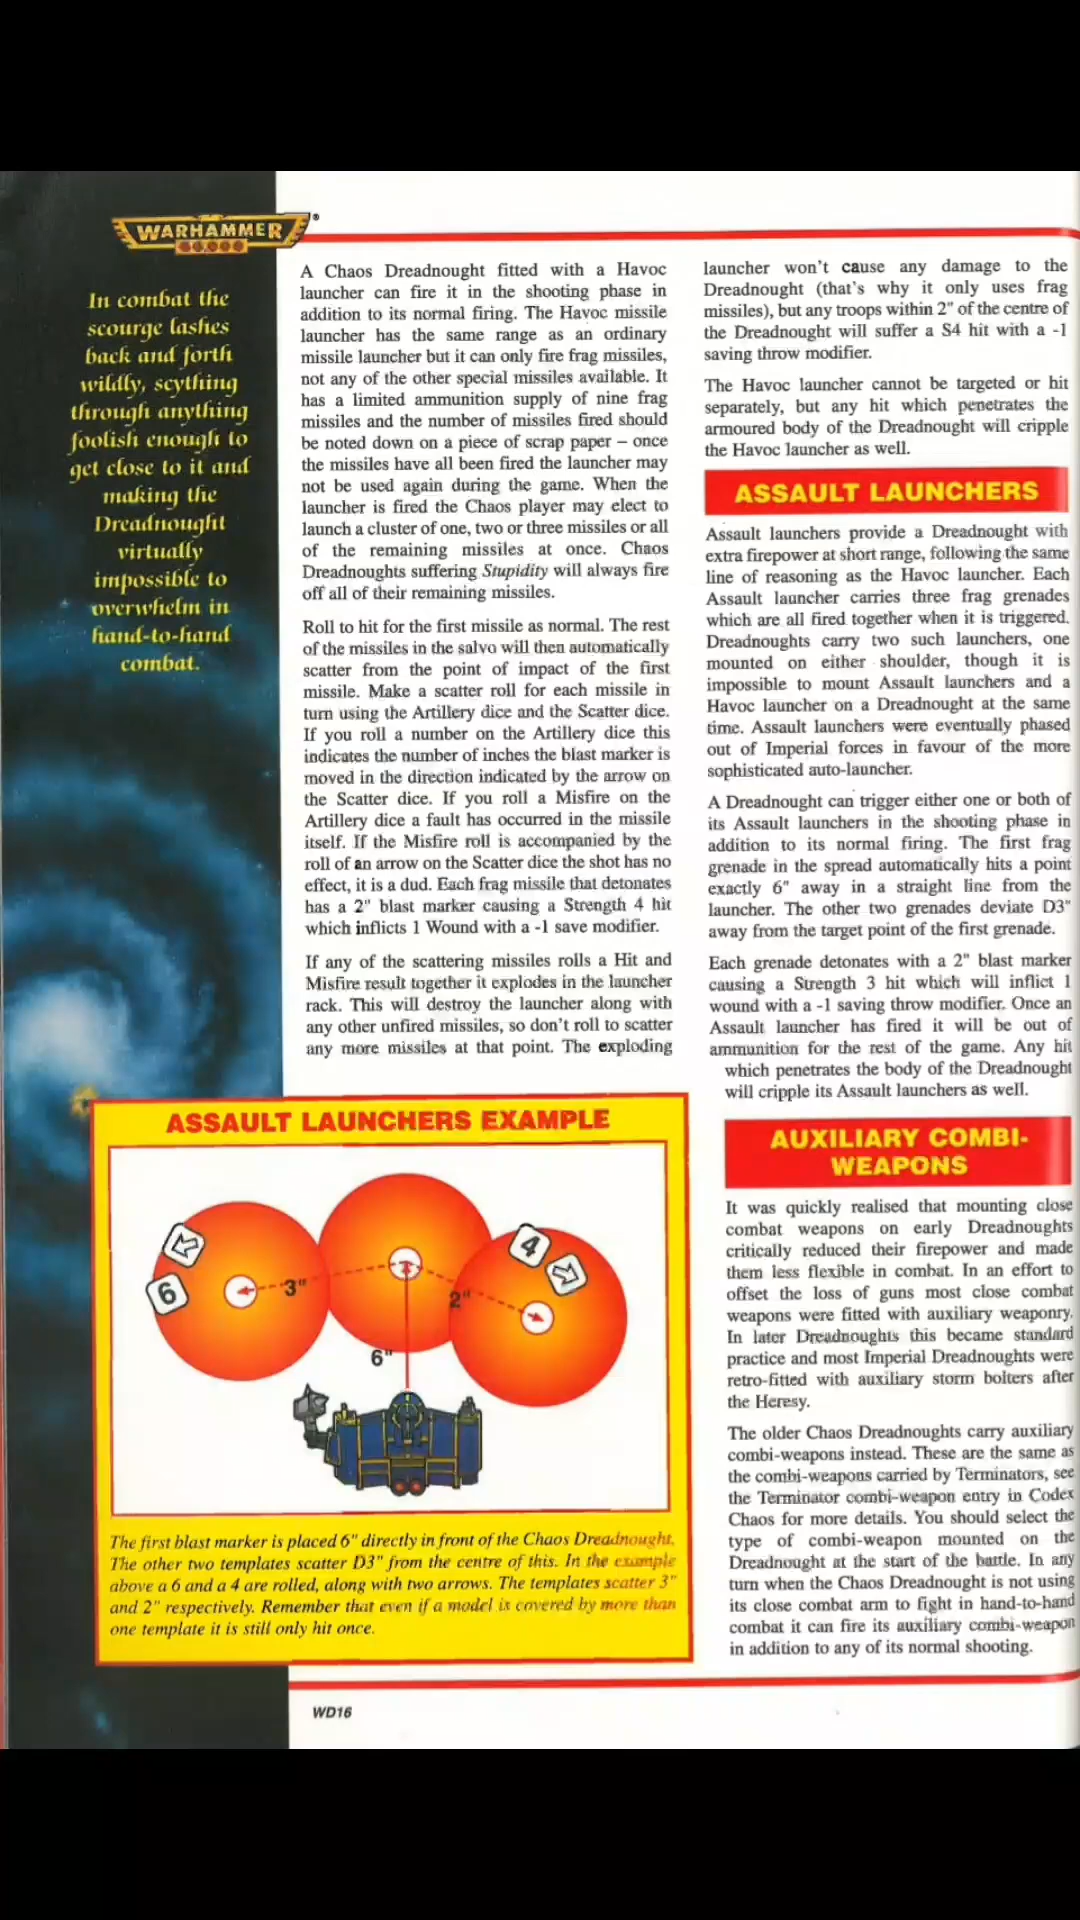 WARHAMMER
40,000
®
In combat the
scourge lashes
back and forth
wildly, scything
through anything
foolish enough to
get close to it and
making the
Dreadnought
virtually
impossible to
overwhelm in
hand-to-hand
combat.
A Chaos Dreadnought fitted with a Havoc
launcher can fire it in the shooting phase in
addition to its normal firing. The Havoc missile
launcher has the same range as an ordinary
missile launcher but it can only fire frag missiles,
not any of the other special missiles available. It
has a limited ammunition supply of nine frag
missiles and the number of missiles fired should
be noted down on a piece of scrap paper – once
the missiles have all been fired the launcher may
not be used again during the game. When the
launcher is fired the Chaos player may elect to
launch a cluster of one, two or three missiles or all
of the remaining missiles at once. Chaos
Dreadnoughts suffering Stupidity will always fire
off all of their remaining missiles.
Roll to hit for the first missile as normal. The rest
of the missiles in the salvo will then automatically
scatter from the point of impact of the first
missile. Make a scatter roll for each missile in
turn using the Artillery dice and the Scatter dice.
If you roll a number on the Artillery dice this
indicates the number of inches the blast marker is
moved in the direction indicated by the arrow on
the Scatter dice. If you roll a Misfire on the
Artillery dice a fault has occurred in the missile
itself. If the Misfire roll is accompanied by the
roll of an arrow on the Scatter dice the shot has no
effect, it is a dud. Each frag missile that detonates
has a 2" blast marker causing a Strength 4 hit
which inflicts 1 Wound with a -1 save modifier.
If any of the scattering missiles rolls a Hit and
Misfire result together it explodes in the launcher
rack. This will destroy the launcher along with
any other unfired missiles, so don't roll to scatter
any more missiles at that point. The exploding
launcher won't cause any damage to the
Dreadnought (that's why it only uses frag
missiles), but any troops within 2" of the centre of
the Dreadnought will suffer a S4 hit with a -1
saving throw modifier.
The Havoc launcher cannot be targeted or hit
separately, but any hit which penetrates the
armoured body of the Dreadnought will cripple
the Havoc launcher as well.
ASSAULT LAUNCHERS
Assault launchers provide a Dreadnought with
extra firepower at short range, following the same
line of reasoning as the Havoc launcher. Each
Assault launcher carries three frag grenades
which are all fired together when it is triggered.
Dreadnoughts carry two such launchers, one
mounted on either shoulder, though it is
impossible to mount Assault launchers and a
Havoc launcher on a Dreadnought at the same
time. Assault launchers were eventually phased
out of Imperial forces in favour of the more
sophisticated auto-launcher.
A Dreadnought can trigger either one or both of
its Assault launchers in the shooting phase in
addition to its normal firing. The first frag
grenade in the spread automatically hits a point
exactly 6" away in a straight line from the
launcher. The other two grenades deviate D3"
away from the target point of the first grenade.
Each grenade detonates with a 2" blast marker
causing a Strength 3 hit which will inflict 1
wound with a -1 saving throw modifier. Once an
Assault launcher has fired it will be out of
ammunition for the rest of the game. Any hit
which penetrates the body of the Dreadnought
will cripple its Assault launchers as well.
AUXILIARY COMBI-
WEAPONS
It was quickly realised that mounting close
combat weapons on early Dreadnoughts
critically reduced their firepower and made
them less flexible in combat. In an effort to
offset the loss of guns most close combat
weapons were fitted with auxiliary weaponry.
In later Dreadnoughts this became standard
practice and most Imperial Dreadnoughts were
retro-fitted with auxiliary storm bolters after
the Heresy.
The older Chaos Dreadnoughts carry auxiliary
combi-weapons instead. These are the same as
the combi-weapons carried by Terminators, see
the Terminator combi-weapon entry in Codex
Chaos for more details. You should select the
type of combi-weapon mounted on the
Dreadnought at the start of the battle. In any
turn when the Chaos Dreadnought is not using
its close combat arm to fight in hand-to-hand
combat it can fire its auxiliary combi-weapon
in addition to any of its normal shooting.
ASSAULT LAUNCHERS EXAMPLE
4
6
3"
2"
6"
The first blast marker is placed 6" directly in front of the Chaos Dreadnought.
The other two templates scatter D3" from the centre of this. In the example
above a 6 and a 4 are rolled, along with two arrows. The templates scatter 3"
and 2" respectively. Remember that even if a model is covered by more than
one template it is still only hit once.
WD16